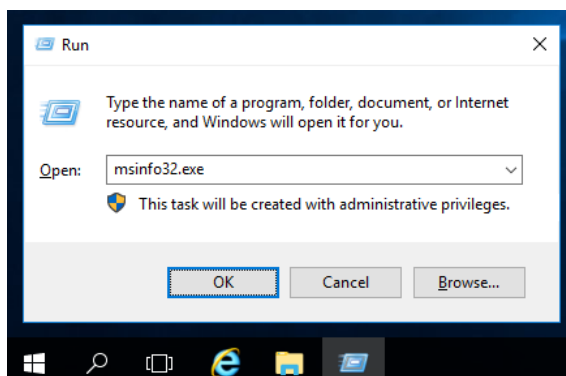 Run
Type the name of a program, folder, document, or Internet
resource, and Windows will open it for you.
Open: msinfo32.exe
This task will be created with administrative privileges.
OK Cancel Browse...